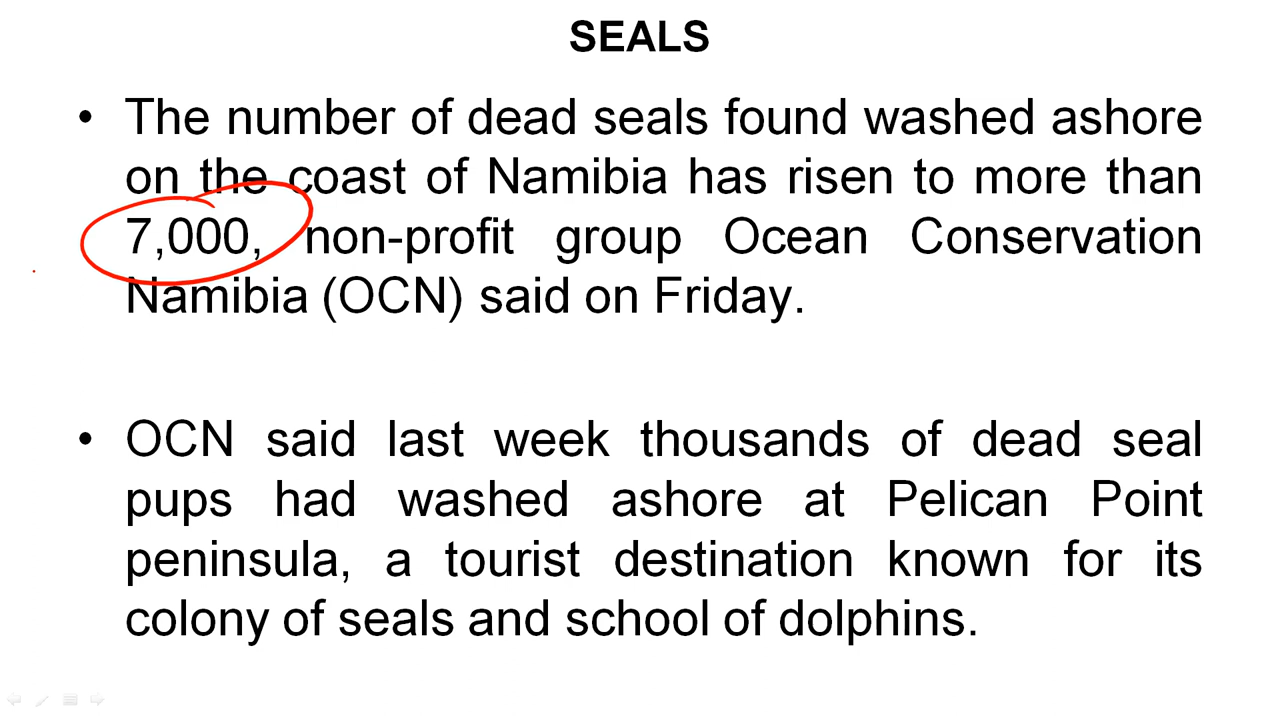 SEALS
• The number of dead seals found washed ashore
on the coast of Namibia has risen to more than
7,000, non-profit group Ocean Conservation
Namibia (OCN) said on Friday.
• OCN said last week thousands of dead seal
pups had washed ashore at Pelican Point
peninsula, a tourist destination known for its
colony of seals and school of dolphins.